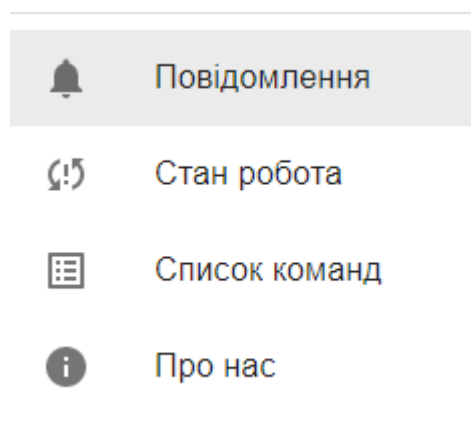 Повідомлення
Стан робота
Список команд
Про нас